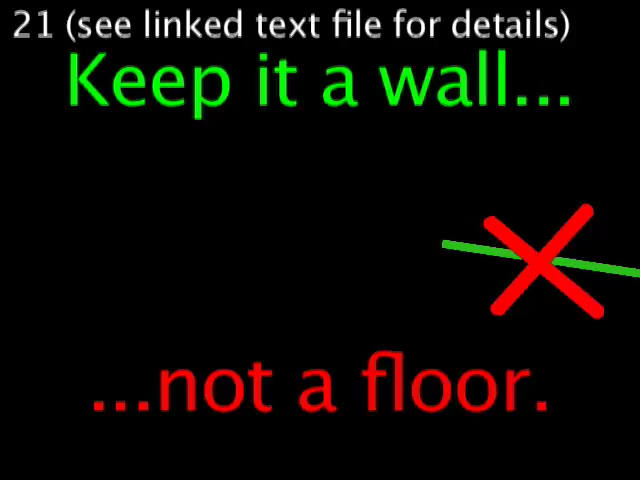 21 (see linked text file for details)
Keep it a wall...
...not a floor.